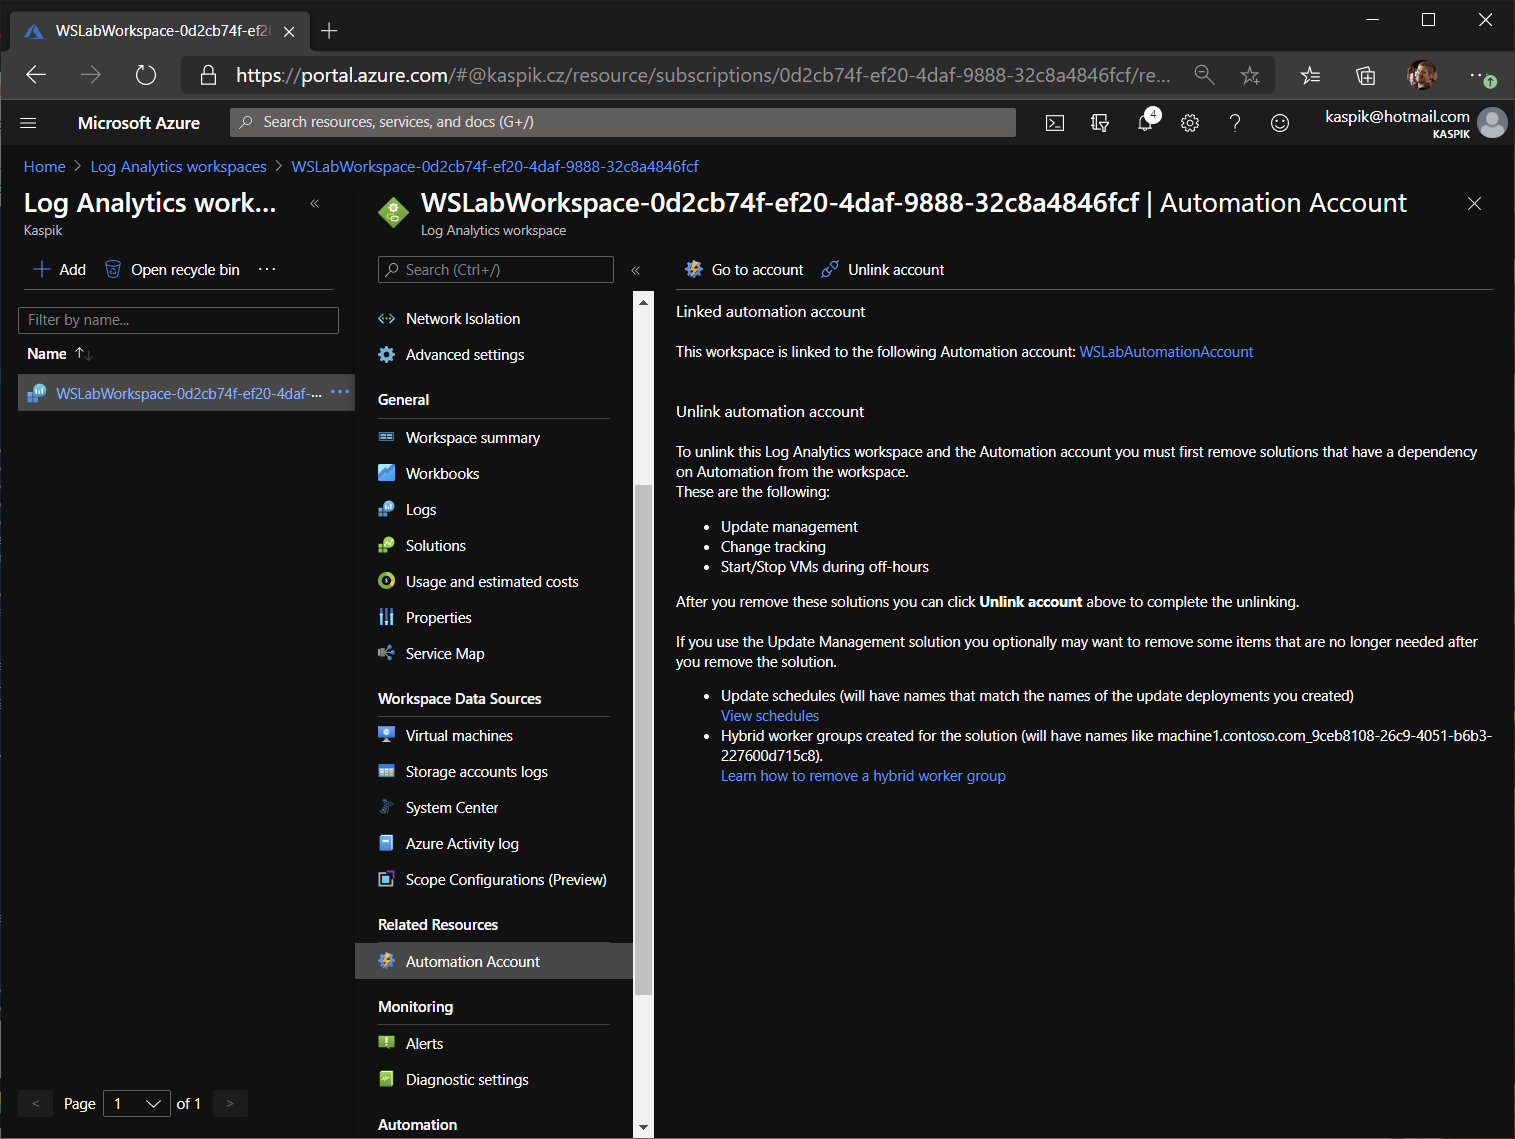 WSLabWorkspace-0d2cb74f-ef20
https://portal.azure.com/#@kaspik.cz/resource/subscriptions/0d2cb74f-ef20-4daf-9888-32c8a4846fcf/re...
Microsoft Azure
Search resources, services, and docs (G+/)
4
kaspik@hotmail.com
KASPIK
Home > Log Analytics workspaces > WSLabWorkspace-0d2cb74f-ef20-4daf-9888-32c8a4846fcf
Log Analytics work...
Kaspik
Add
Open recycle bin
Filter by name...
Name
WSLabWorkspace-0d2cb74f-ef20-4daf-...
Page 1 of 1
WSLabWorkspace-0d2cb74f-ef20-4daf-9888-32c8a4846fcf | Automation Account
Log Analytics workspace
Search (Ctrl+/)
Network Isolation
Advanced settings
General
Workspace summary
Workbooks
Logs
Solutions
Usage and estimated costs
Properties
Service Map
Workspace Data Sources
Virtual machines
Storage accounts logs
System Center
Azure Activity log
Scope Configurations (Preview)
Related Resources
Automation Account
Monitoring
Alerts
Diagnostic settings
Automation
Go to account
Unlink account
Linked automation account
This workspace is linked to the following Automation account: WSLabAutomationAccount
Unlink automation account
To unlink this Log Analytics workspace and the Automation account you must first remove solutions that have a dependency
on Automation from the workspace.
These are the following:
• Update management
• Change tracking
• Start/Stop VMs during off-hours
After you remove these solutions you can click Unlink account above to complete the unlinking.
If you use the Update Management solution you optionally may want to remove some items that are no longer needed after
you remove the solution.
• Update schedules (will have names that match the names of the update deployments you created)
View schedules
• Hybrid worker groups created for the solution (will have names like machine1.contoso.com_9ceb8108-26c9-4051-b6b3-
227600d715c8).
Learn how to remove a hybrid worker group